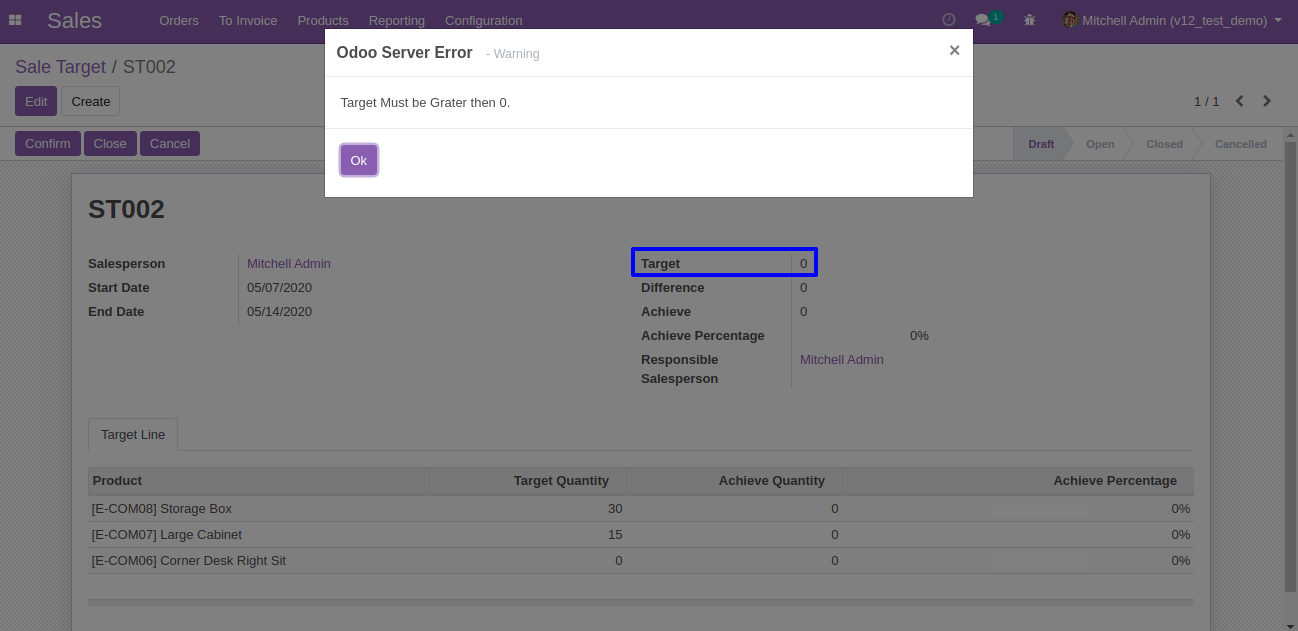 Sales Orders To Invoice Products Reporting Configuration 1 Mitchell Admin (v12_test_demo)
Odoo Server Error - Warning ×
Sale Target / ST002
Target Must be Grater then 0.
Edit Create 1 / 1
Confirm Close Cancel Draft Open Closed Cancelled
Ok
ST002
Salesperson Mitchell Admin Target 0
Start Date 05/07/2020 Difference 0
End Date 05/14/2020 Achieve 0
Achieve Percentage 0%
Responsible Mitchell Admin
Salesperson
Target Line
Product Target Quantity Achieve Quantity Achieve Percentage
[E-COM08] Storage Box 30 0 0%
[E-COM07] Large Cabinet 15 0 0%
[E-COM06] Corner Desk Right Sit 0 0 0%